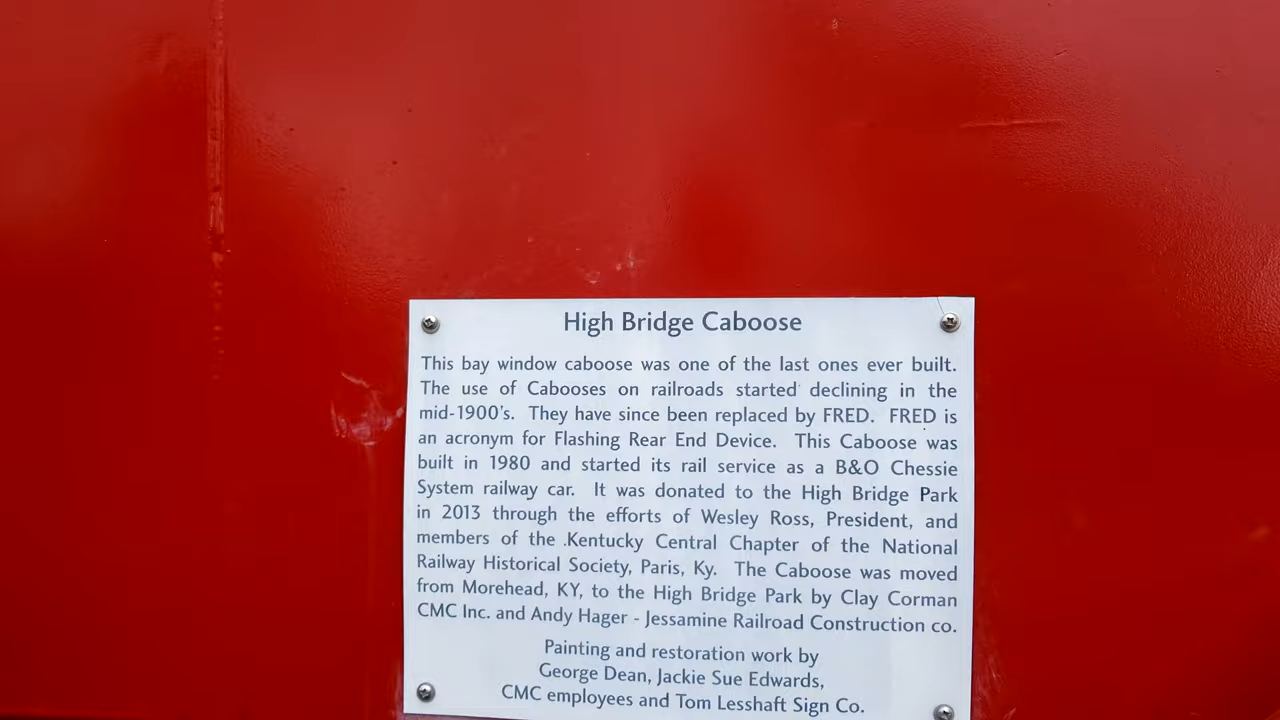 High Bridge Caboose
This bay window caboose was one of the last ones ever built.
The use of Cabooses on railroads started declining in the
mid-1900's. They have since been replaced by FRED. FRED is
an acronym for Flashing Rear End Device. This Caboose was
built in 1980 and started its rail service as a B&O Chessie
System railway car. It was donated to the High Bridge Park
in 2013 through the efforts of Wesley Ross, President, and
members of the Kentucky Central Chapter of the National
Railway Historical Society, Paris, Ky. The Caboose was moved
from Morehead, KY, to the High Bridge Park by Clay Corman
CMC Inc. and Andy Hager - Jessamine Railroad Construction co.
Painting and restoration work by
George Dean, Jackie Sue Edwards,
CMC employees and Tom Lesshaft Sign Co.